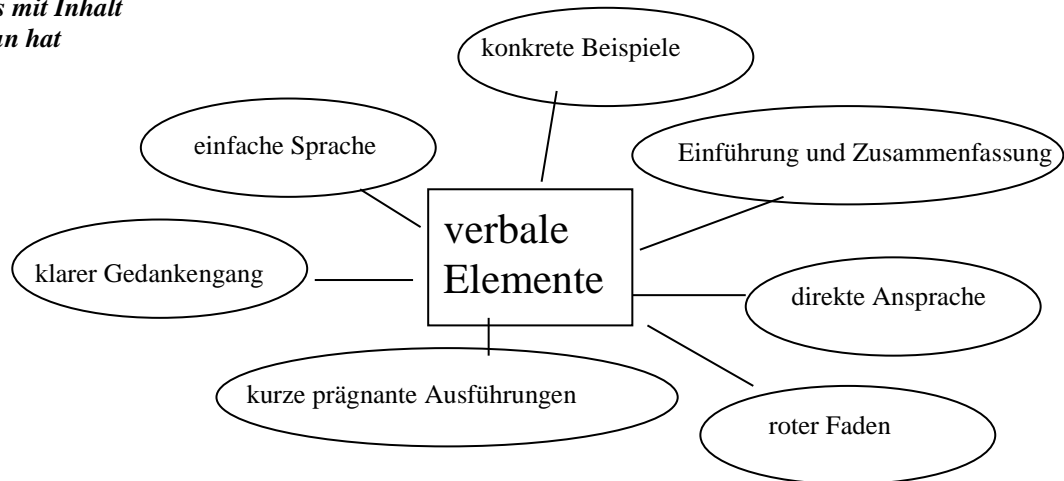 mit Inhalt
hat
konkrete Beispiele
einfache Sprache
Einführung und Zusammenfassung
verbale
Elemente
klarer Gedankengang
direkte Ansprache
kurze prägnante Ausführungen
roter Faden